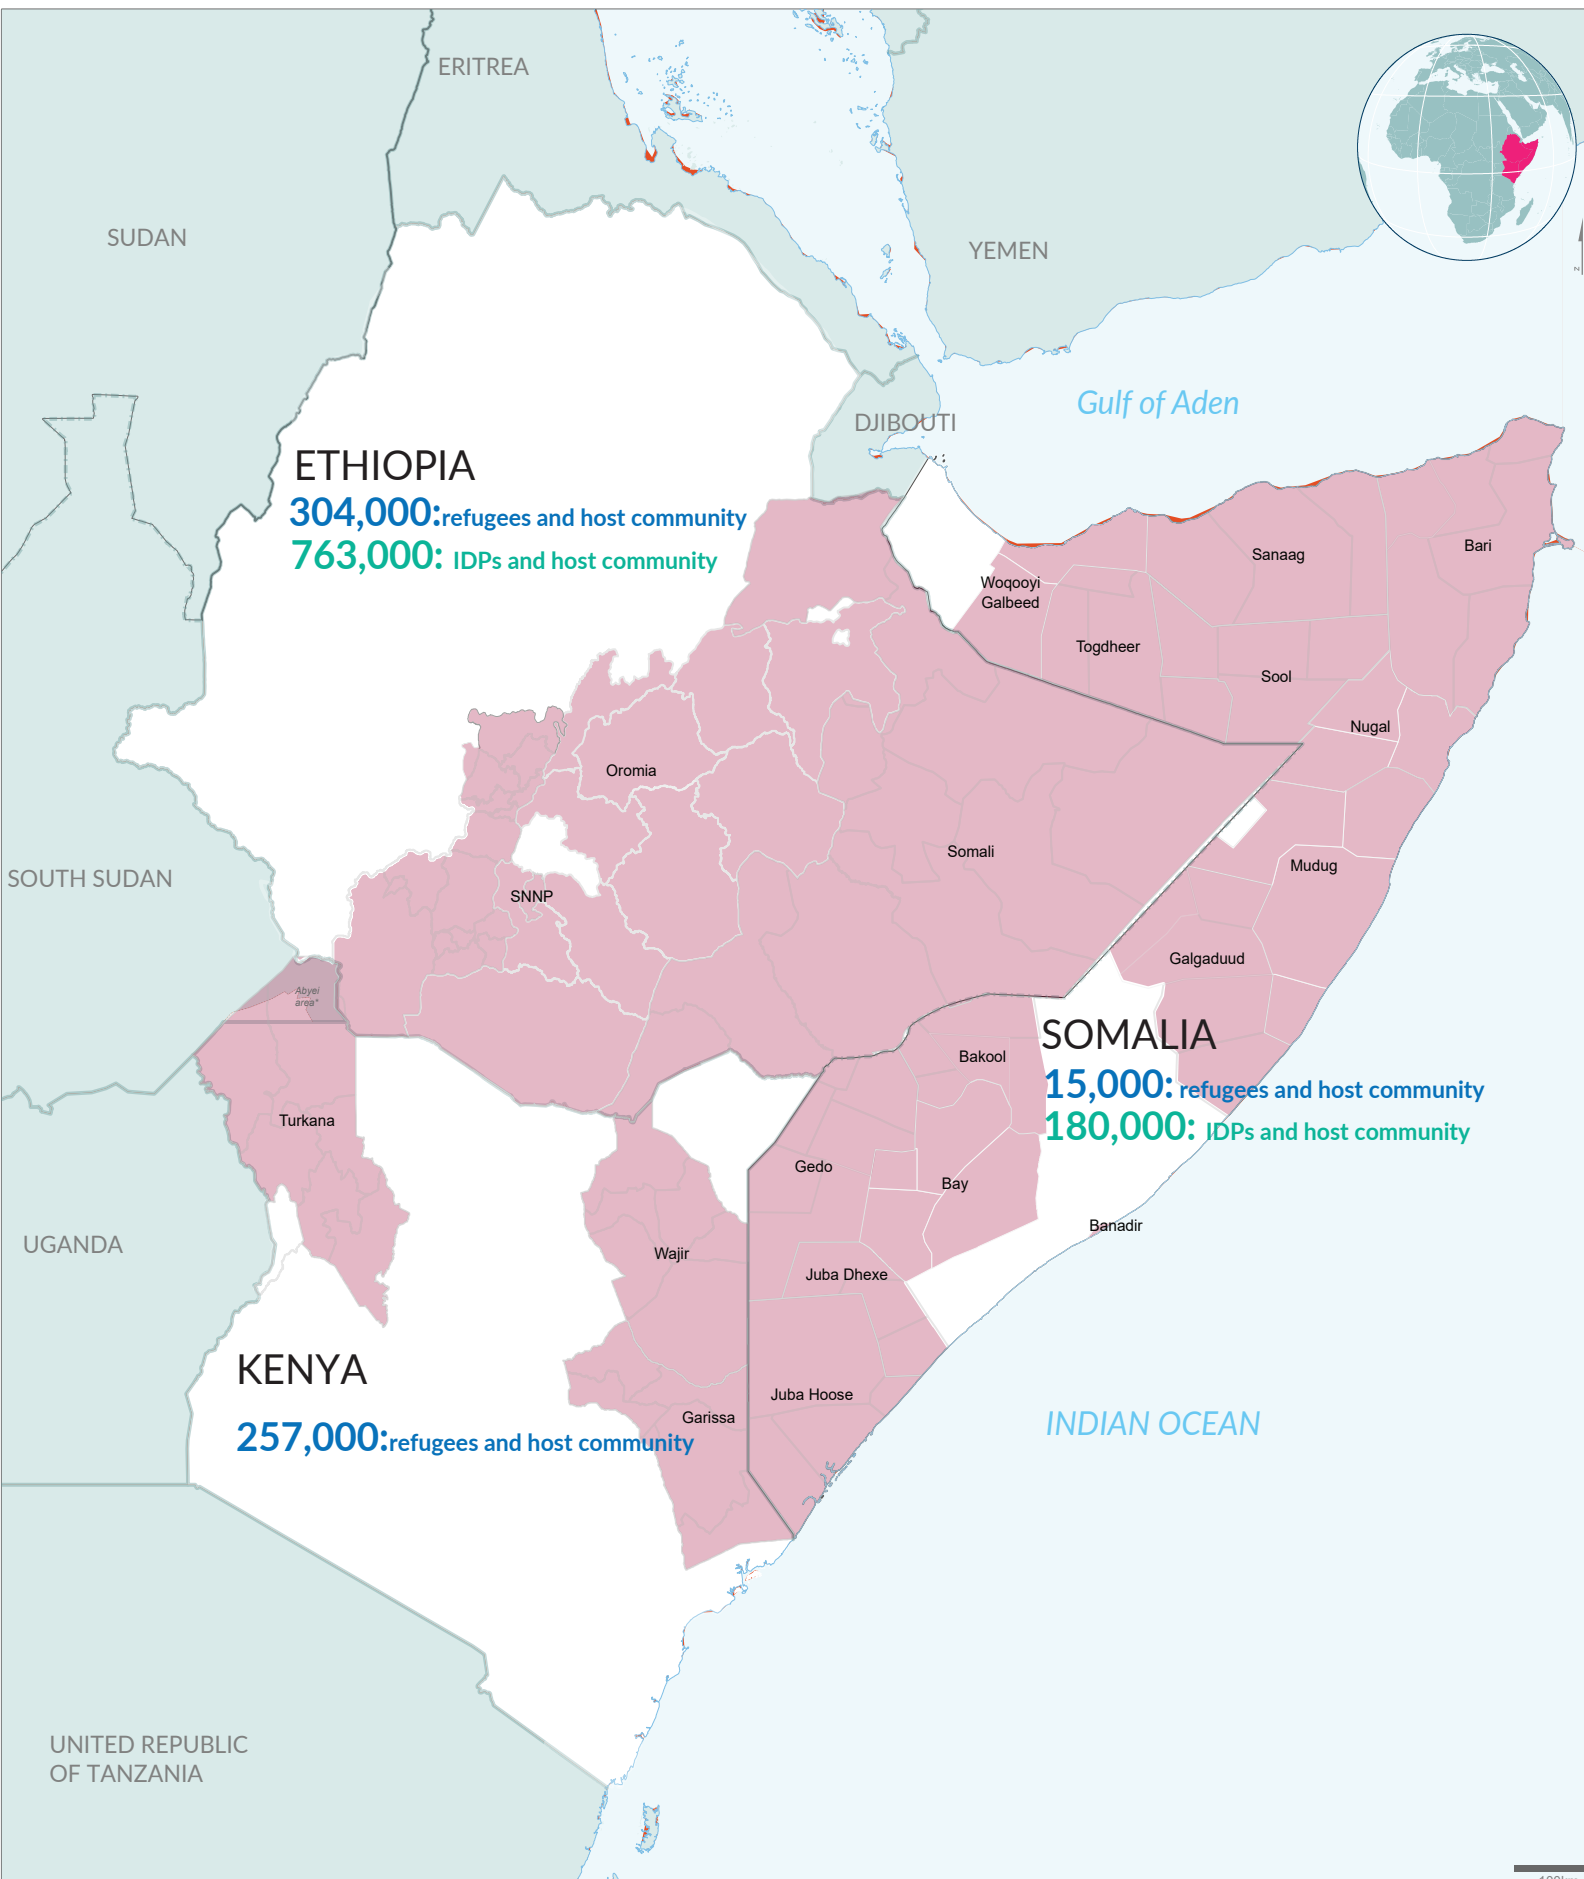 ERITREA
SUDAN
YEMEN
N
Gulf of Aden
DJIBOUTI
ETHIOPIA
304,000:refugees and host community
763,000: IDPs and host community
Sanaag
Bari
Woqooyi
Galbeed
Togdheer
Sool
Nugal
Oromia
Somali
Mudug
SOUTH SUDAN
SNNP
Galgaduud
Abyei
area*
SOMALIA
Bakool
15,000: refugees and host community
Turkana
180,000: IDPs and host community
Gedo
Bay
Banadir
UGANDA
Wajir
Juba Dhexe
KENYA
Juba Hoose
Garissa
INDIAN OCEAN
257,000:refugees and host community
UNITED REPUBLIC
OF TANZANIA